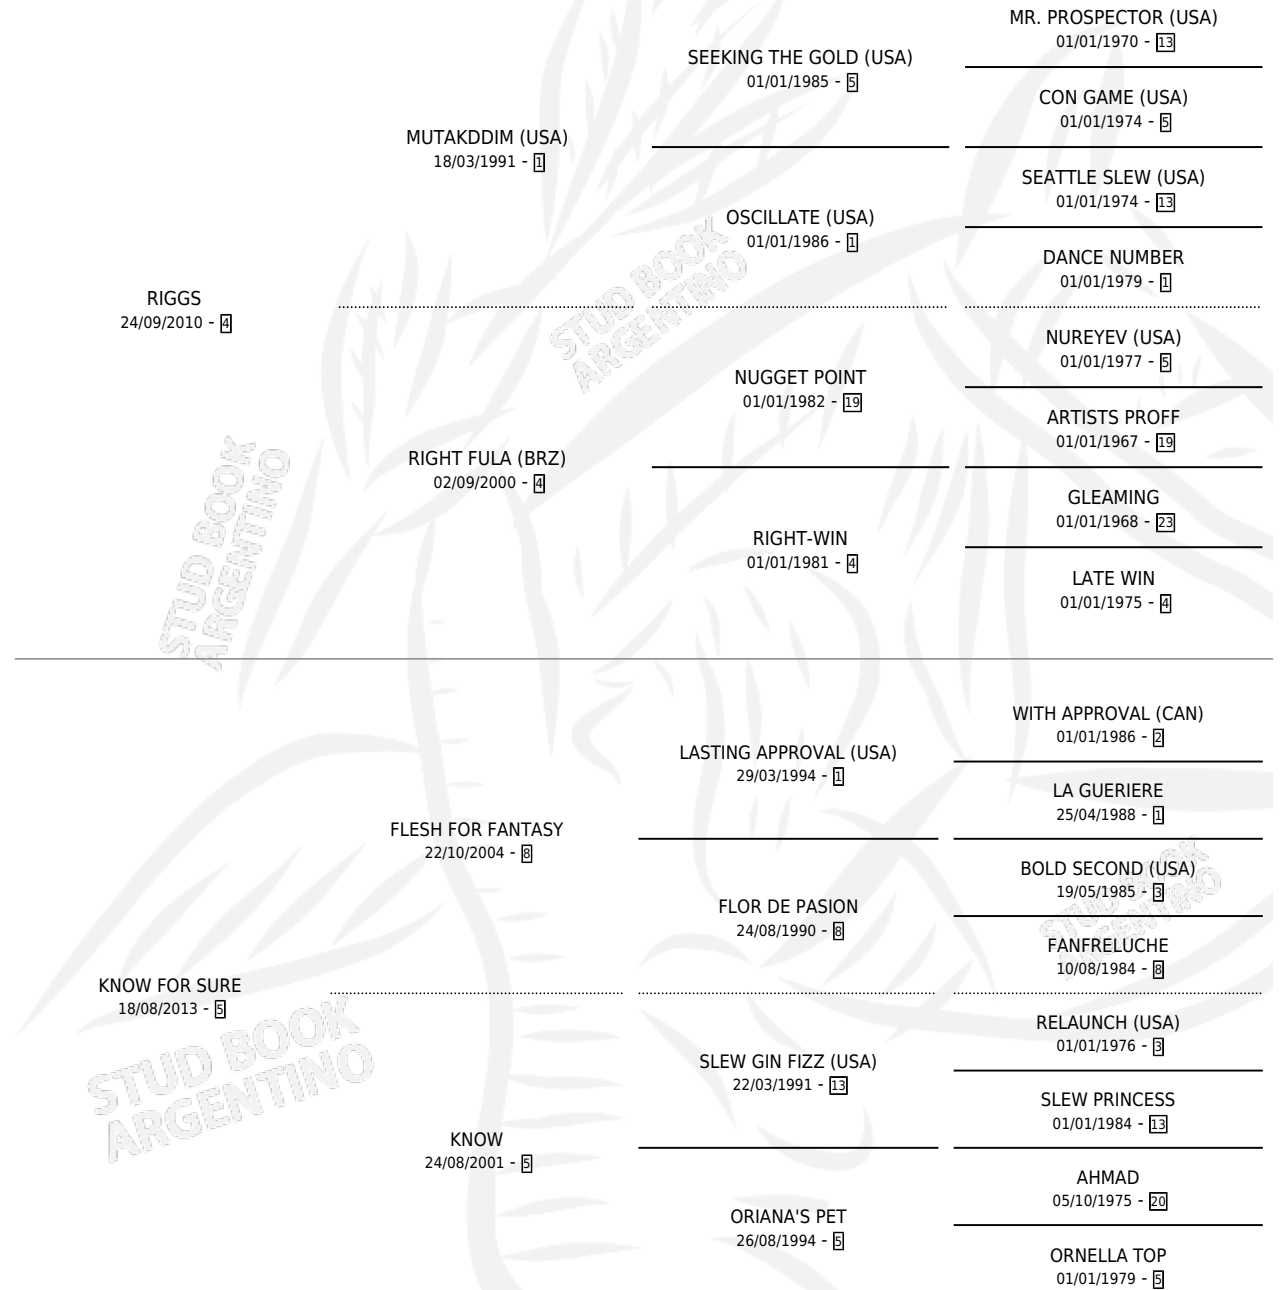 MR. PROSPECTOR (USA)
01/01/1970 - 13
SEEKING THE GOLD (USA)
01/01/1985 - 5
CON GAME (USA)
01/01/1974 - 5
MUTAKDDIM (USA)
18/03/1991 - 1
SEATTLE SLEW (USA)
01/01/1974 - 13
OSCILLATE (USA)
01/01/1986 - 1
DANCE NUMBER
01/01/1979 - 1
RIGGS
24/09/2010 - 4
NUREYEV (USA)
01/01/1977 - 5
NUGGET POINT
01/01/1982 - 19
ARTISTS PROFF
01/01/1967 - 19
RIGHT FULA (BRZ)
02/09/2000 - 4
GLEAMING
01/01/1968 - 23
RIGHT-WIN
01/01/1981 - 4
LATE WIN
01/01/1975 - 4
WITH APPROVAL (CAN)
01/01/1986 - 2
LASTING APPROVAL (USA)
29/03/1994 - 1
LA GUERIERE
25/04/1988 - 1
FLESH FOR FANTASY
22/10/2004 - 8
BOLD SECOND (USA)
19/05/1985 - 3
FLOR DE PASION
24/08/1990 - 8
FANFRELUCHE
10/08/1984 - 8
KNOW FOR SURE
18/08/2013 - 5
RELAUNCH (USA)
01/01/1976 - 3
SLEW GIN FIZZ (USA)
22/03/1991 - 13
SLEW PRINCESS
01/01/1984 - 13
KNOW
24/08/2001 - 5
AHMAD
05/10/1975 - 20
ORIANA'S PET
26/08/1994 - 5
ORNELLA TOP
01/01/1979 - 5
STUD BOOK
ARGENTINO
STUD BOOK
ARGENTINO
STUD BOOK
ARGENTINO
STUD BOOK
ARGENTINO